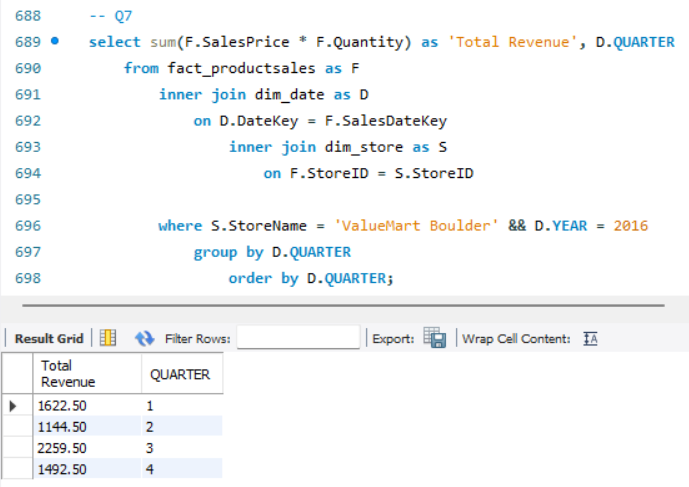 688 -- Q7
689 select sum(F.SalesPrice * F.Quantity) as 'Total Revenue', D.QUARTER
690 from fact_productsales as F
691 inner join dim_date as D
692 on D.DateKey = F.SalesDateKey
693 inner join dim_store as S
694 on F.StoreID = S.StoreID
695
696 where S.StoreName = 'ValueMart Boulder' && D.YEAR = 2016
697 group by D.QUARTER
698 order by D.QUARTER;
Result Grid Filter Rows: Export: Wrap Cell Content: IA
Total
Revenue QUARTER
1622.50 1
1144.50 2
2259.50 3
1492.50 4